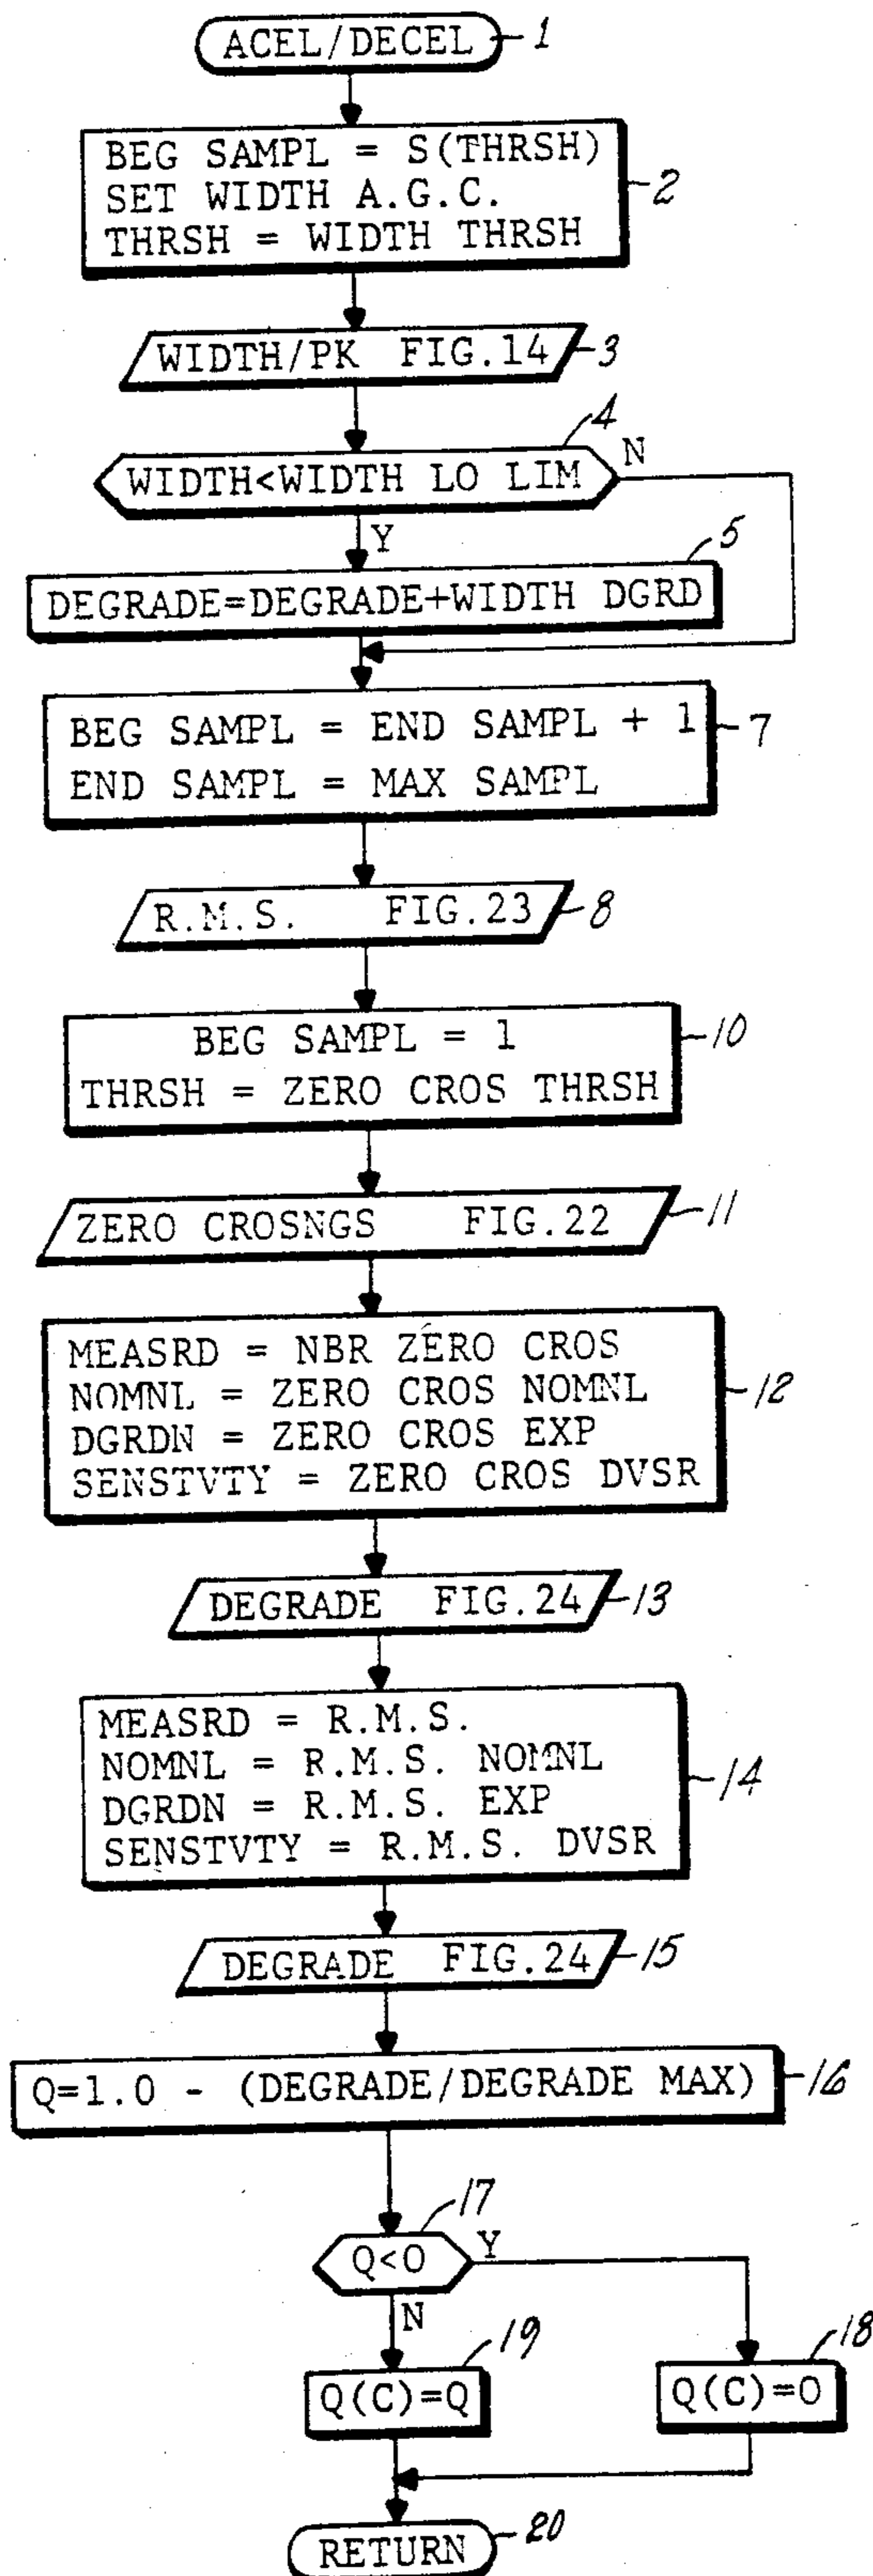 ACEL/DECEL 1
BEG SAMPL = S(THRSH)
SET WIDTH A.G.C. 2
THRSH = WIDTH THRSH
WIDTH/PK FIG.14 3
4
WIDTH<WIDTH LO LIM N
Y
5
DEGRADE=DEGRADE+WIDTH DGRD
BEG SAMPL = END SAMPL + 1 7
END SAMPL = MAX SAMPL
R.M.S. FIG.23 8
BEG SAMPL = 1 10
THRSH = ZERO CROS THRSH
ZERO CROSNGS FIG.22 11
MEASRD = NBR ZERO CROS
NOMNL = ZERO CROS NOMNL 12
DGRDN = ZERO CROS EXP
SENSTVTY = ZERO CROS DVSR
DEGRADE FIG.24 13
MEASRD = R.M.S.
NOMNL = R.M.S. NOMNL 14
DGRDN = R.M.S. EXP
SENSTVTY = R.M.S. DVSR
DEGRADE FIG.24 15
Q=1.0 - (DEGRADE/DEGRADE MAX) 16
17
Q<0 Y
N
19 18
Q(C)=Q Q(C)=0
RETURN 20